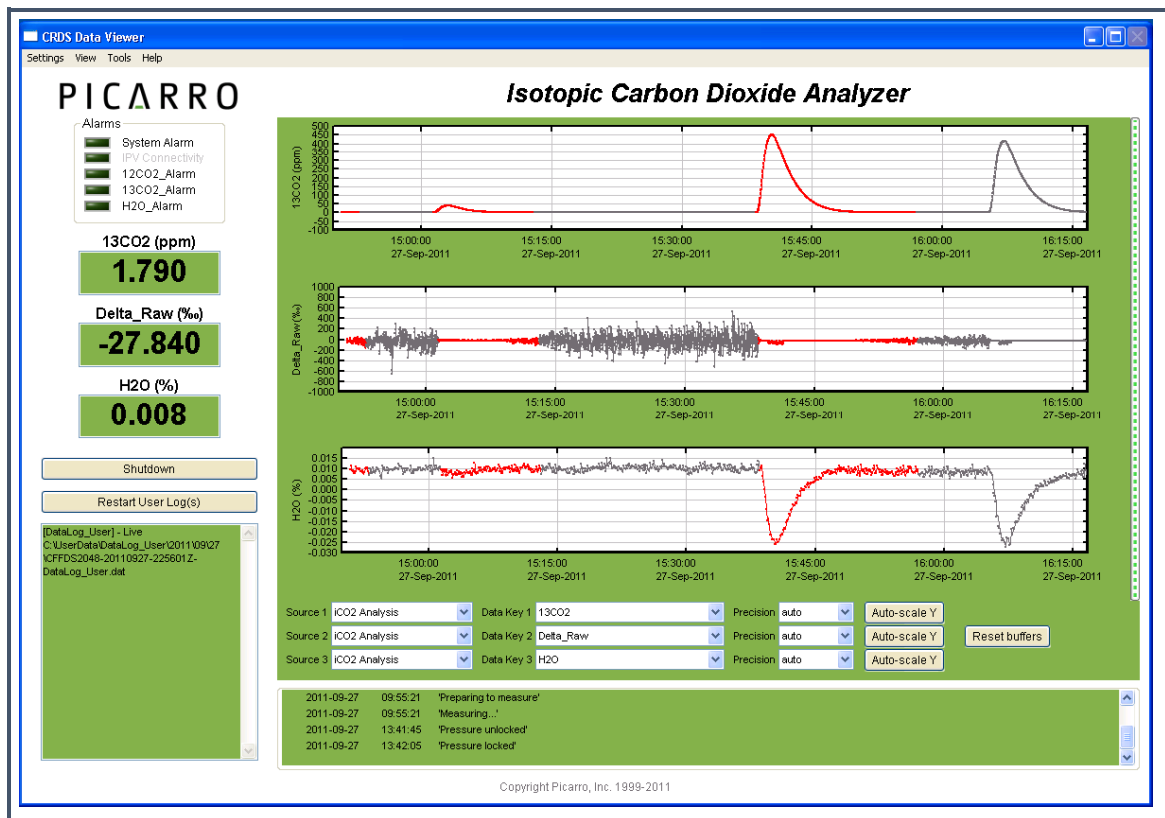 CRDS Data Viewer
Settings View Tools Help
PICARRO
Isotopic Carbon Dioxide Analyzer
Alarms
System Alarm
IPV Connectivity
12CO2_Alarm
13CO2_Alarm
H2O_Alarm
13CO2 (ppm)
1.790
Delta_Raw (‰)
-27.840
H2O (%)
0.008
Shutdown
Restart User Log(s)
[DataLog_User] - Live
C:\UserData\DataLog_User\2011\09\27
\CFFDS2048-20110927-225601Z-
DataLog_User.dat
13CO2 (ppm)
500
450
400
350
300
250
200
150
100
50
0
-50
-100
15:00:00 15:15:00 15:30:00 15:45:00 16:00:00 16:15:00
27-Sep-2011 27-Sep-2011 27-Sep-2011 27-Sep-2011 27-Sep-2011 27-Sep-2011
Delta_Raw(‰)
1000
800
600
400
200
0
-200
-400
-600
-800
-1000
15:00:00 15:15:00 15:30:00 15:45:00 16:00:00 16:15:00
27-Sep-2011 27-Sep-2011 27-Sep-2011 27-Sep-2011 27-Sep-2011 27-Sep-2011
H2O (%)
0.015
0.010
0.005
0.000
-0.005
-0.010
-0.015
-0.020
-0.025
-0.030
15:00:00 15:15:00 15:30:00 15:45:00 16:00:00 16:15:00
27-Sep-2011 27-Sep-2011 27-Sep-2011 27-Sep-2011 27-Sep-2011 27-Sep-2011
Source 1 iCO2 Analysis Data Key 1 13CO2 Precision auto Auto-scale Y
Source 2 iCO2 Analysis Data Key 2 Delta_Raw Precision auto Auto-scale Y Reset buffers
Source 3 iCO2 Analysis Data Key 3 H2O Precision auto Auto-scale Y
2011-09-27 09:55:21 'Preparing to measure'
2011-09-27 09:55:21 'Measuring...'
2011-09-27 13:41:45 'Pressure unlocked'
2011-09-27 13:42:05 'Pressure locked'
Copyright Picarro, Inc. 1999-2011